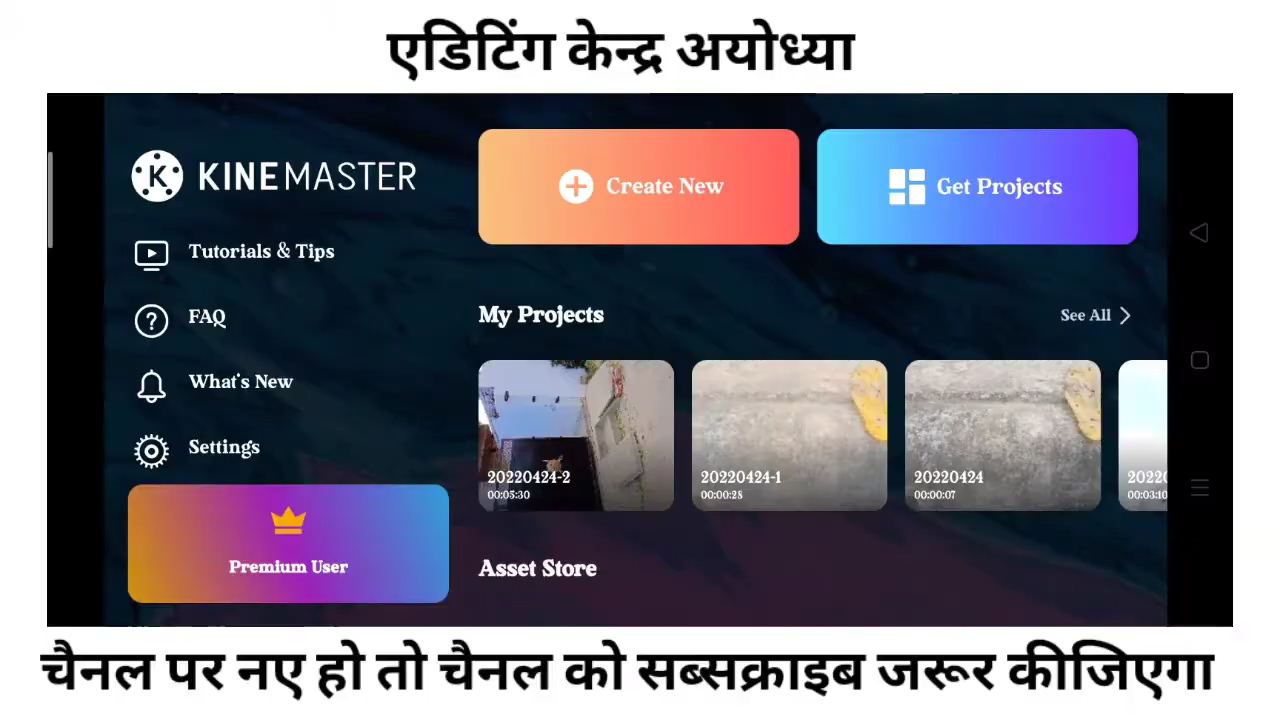 एडिटिंग केन्द्र अयोध्या
KINEMASTER
Create New
Get Projects
Tutorials & Tips
FAQ
What's New
Settings
Premium User
My Projects
See All
20220424-2
00:05:30
20220424-1
00:00:28
20220424
00:00:07
Asset Store
चैनल पर नए हो तो चैनल को सब्सक्राइब जरूर कीजिएगा